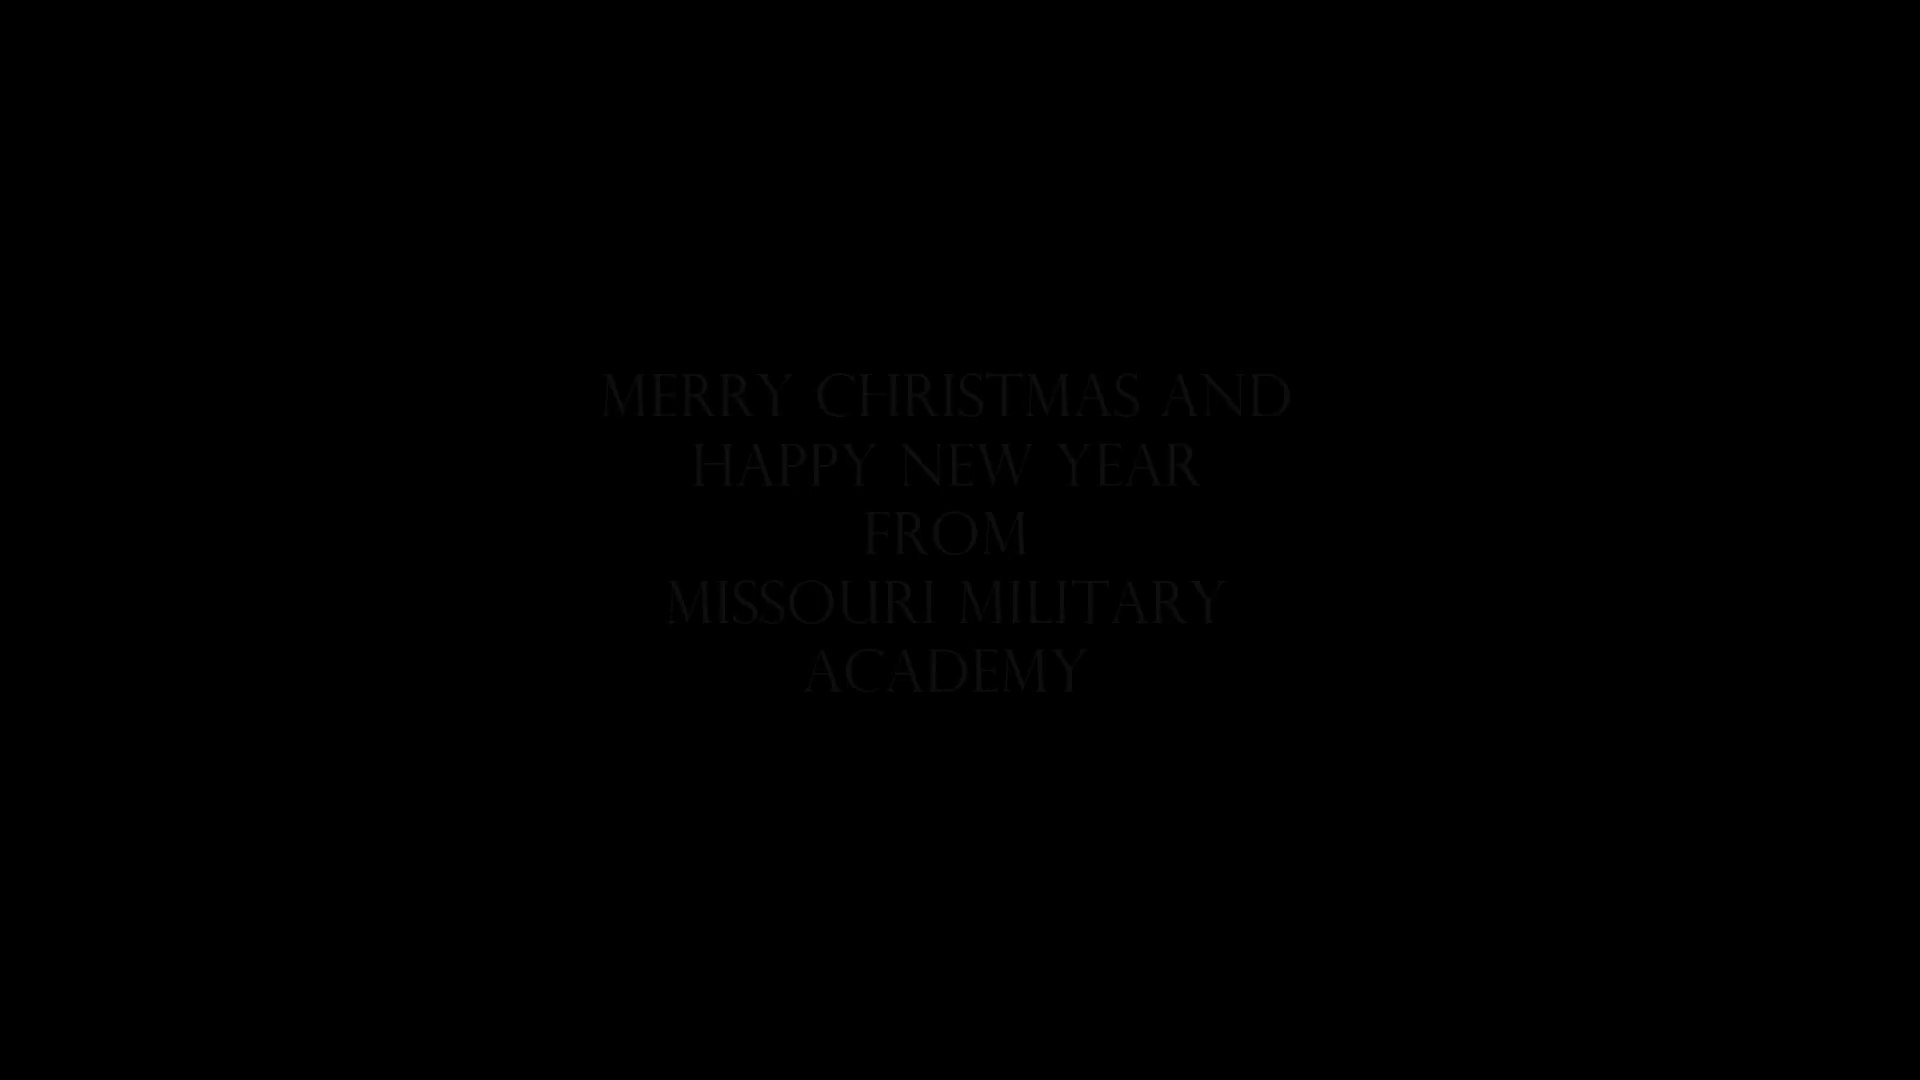 MERRY CHRISTMAS AND
HAPPY NEW YEAR
FROM
MISSOURI MILITARY
ACADEMY